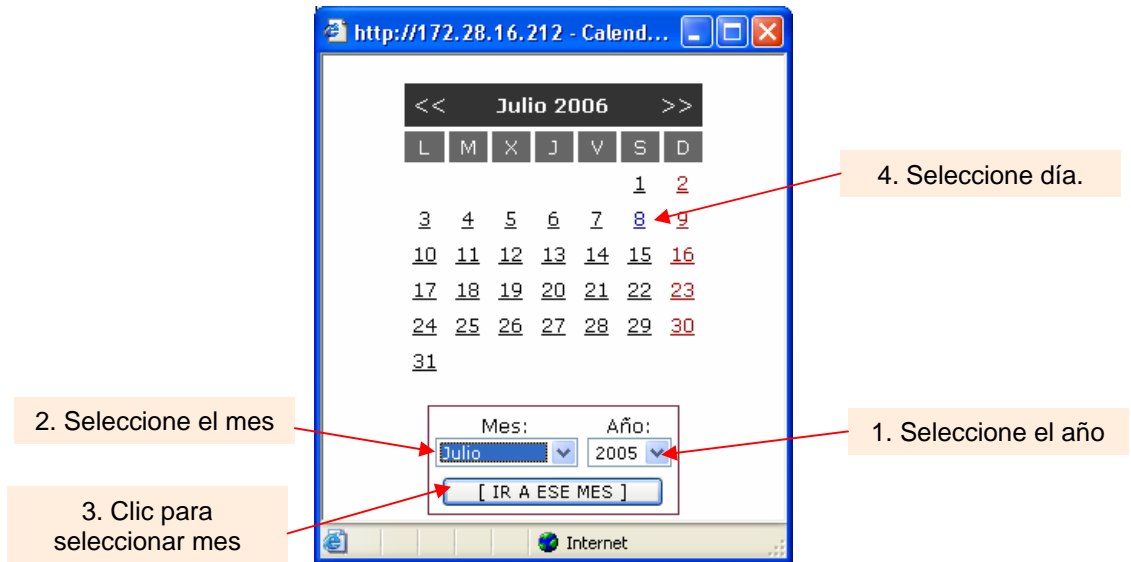 http://172.28.16.212 - Calend...
<< Julio 2006 >>
L M X J V S D
1 2
3 4 5 6 7 8 9
10 11 12 13 14 15 16
17 18 19 20 21 22 23
24 25 26 27 28 29 30
31
4. Seleccione día.
2. Seleccione el mes
Mes: Año:
Julio 2005
1. Seleccione el año
[ IR A ESE MES ]
3. Clic para
seleccionar mes
Internet